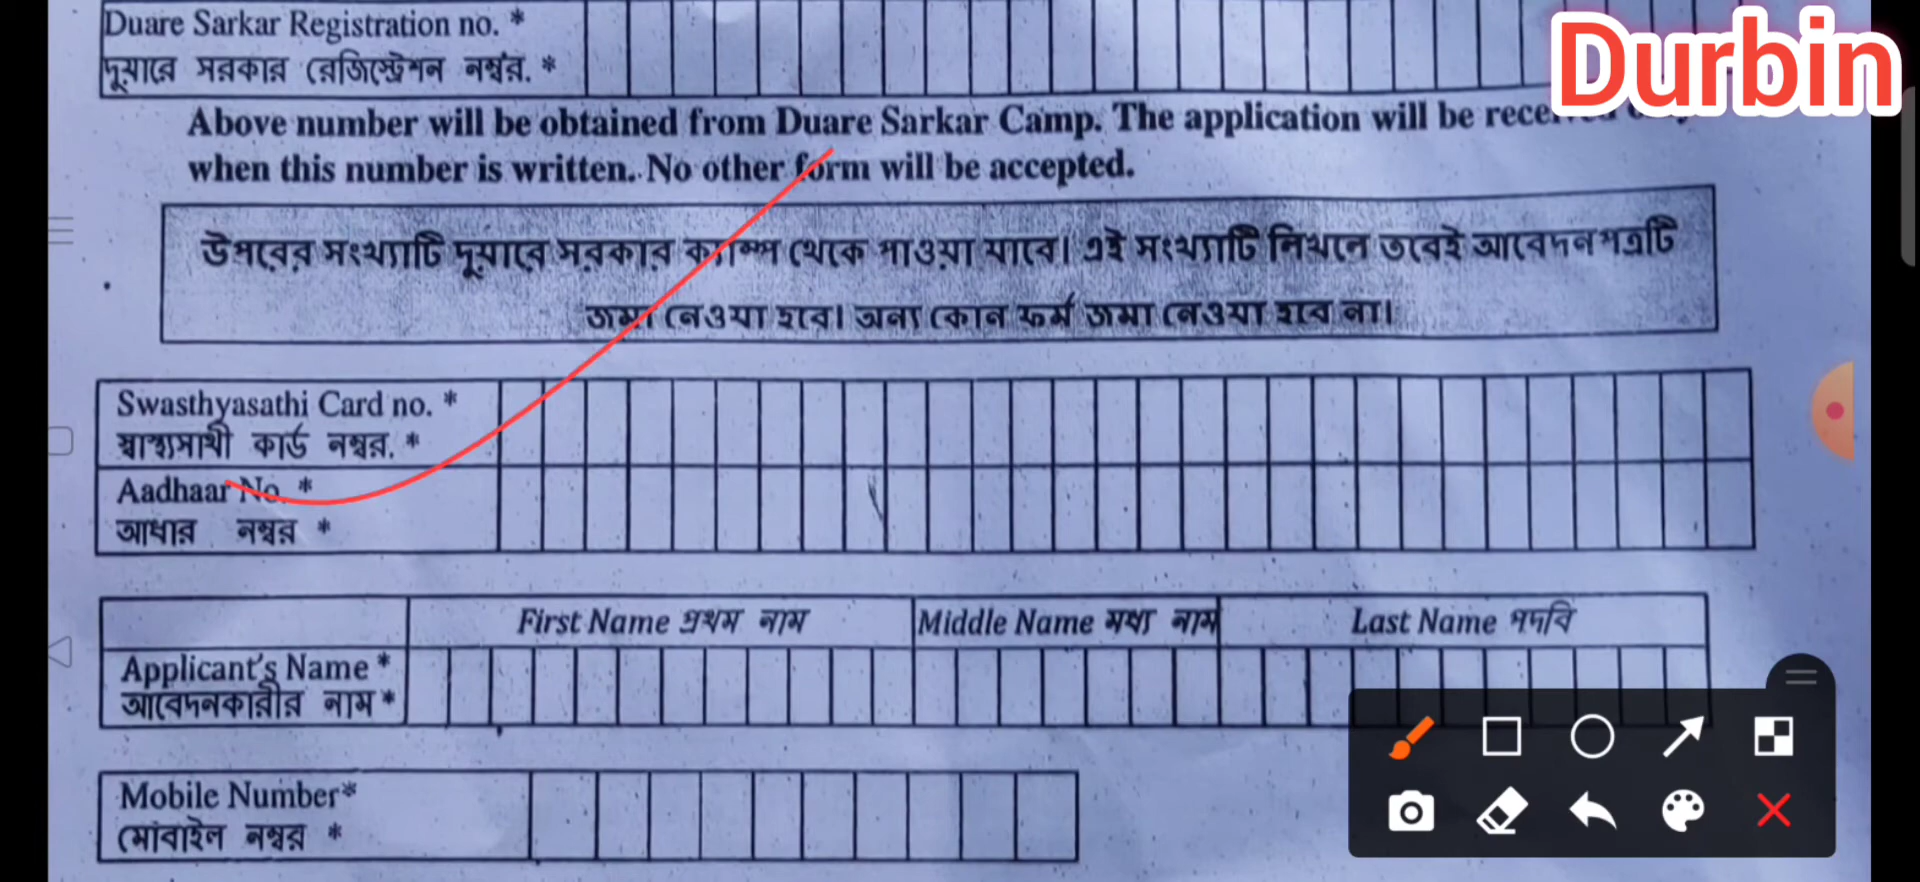 Duare Sarkar Registration no. *
দুয়ারে সরকার রেজিস্ট্রেশন নম্বর. *
Durbin
Above number will be obtained from Duare Sarkar Camp. The application will be
when this number is written. No other form will be accepted.
উপরের সংখ্যাটি দুয়ারে সরকার ক্যাম্প থেকে পাওয়া যাবে। এই সংখ্যাটি লিখলে তবেই আবেদনপত্রটি
জমা নেওয়া হবে। অন্য কোন ফর্ম জমা নেওয়া হবে না।
Swasthyasathi Card no. *
স্বাস্থ্যসাথী কার্ড নম্বর. *
Aadhaar No. *
আধার নম্বর *
First Name প্রথম নাম Middle Name মধ্য নাম Last Name পদবি
Applicant's Name *
আবেদনকারীর নাম *
Mobile Number*
মোবাইল নম্বর *